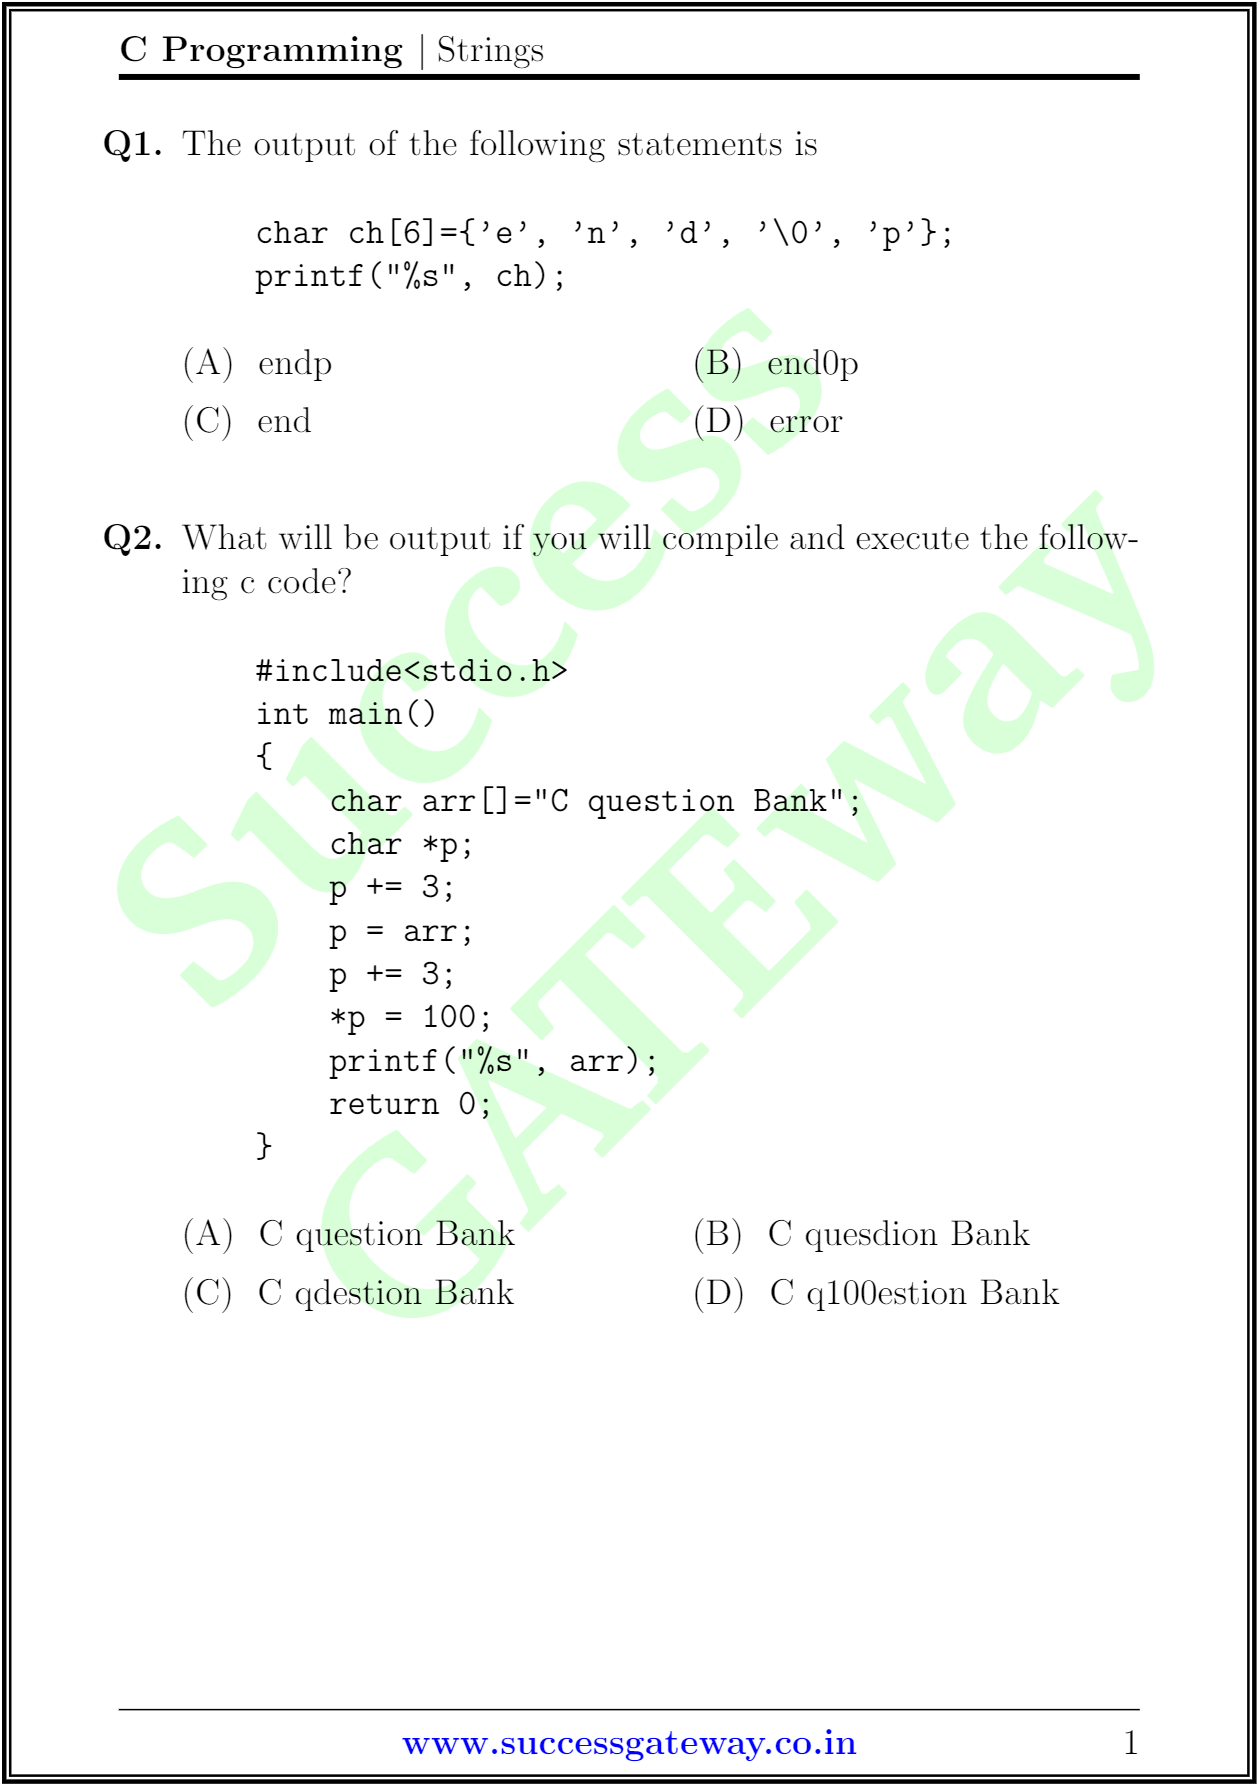 C Programming | Strings
Q1. The output of the following statements is
char ch[6]={’e’, ’n’, ’d’, ’\0’, ’p’};
printf("%s", ch);
(A) endp (B) end0p
(C) end (D) error
Q2. What will be output if you will compile and execute the follow-
ing c code?
#include<stdio.h>
int main()
{
char arr[]="C question Bank";
char *p;
p += 3;
p = arr;
p += 3;
*p = 100;
printf("%s", arr);
return 0;
}
(A) C question Bank (B) C quesdion Bank
(C) C qdestion Bank (D) C q100estion Bank
Success
GATEway
www.successgateway.co.in 1